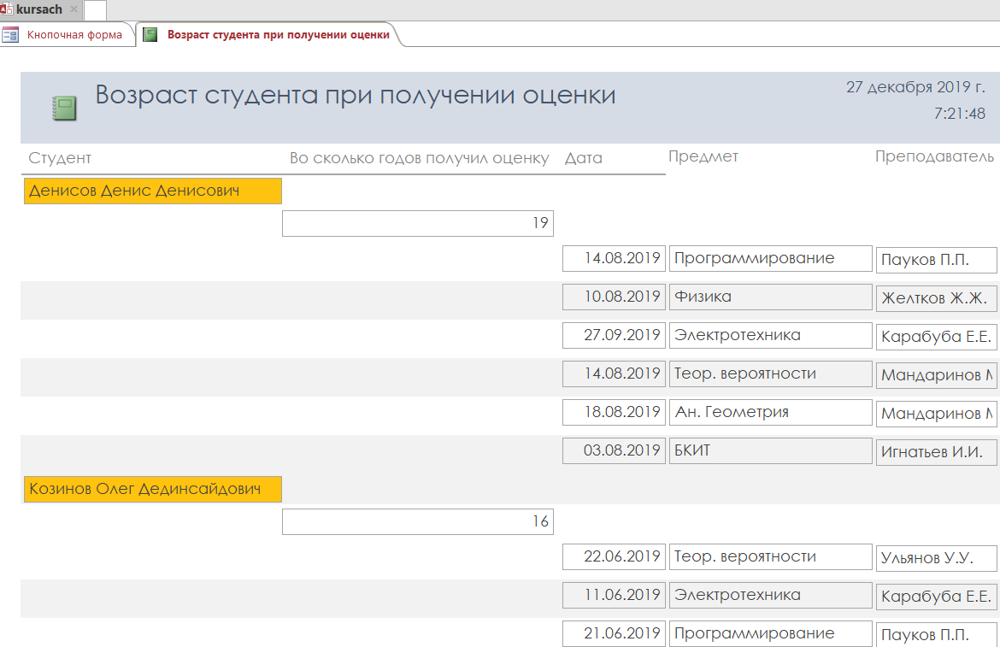 kursach
Кнопочная форма Возраст студента при получении оценки
Возраст студента при получении оценки
27 декабря 2019 г.
7:21:48
Студент Во сколько годов получил оценку Дата Предмет Преподаватель
Денисов Денис Денисович
19
14.08.2019 Программирование Пауков П.П.
10.08.2019 Физика Желтков Ж.Ж.
27.09.2019 Электротехника Карабуба Е.Е.
14.08.2019 Теор. вероятности Мандаринов М
18.08.2019 Ан. Геометрия Мандаринов М
03.08.2019 БКИТ Игнатьев И.И.
Козинов Олег Дединсайдович
16
22.06.2019 Теор. вероятности Ульянов У.У.
11.06.2019 Электротехника Карабуба Е.Е.
21.06.2019 Программирование Пауков П.П.